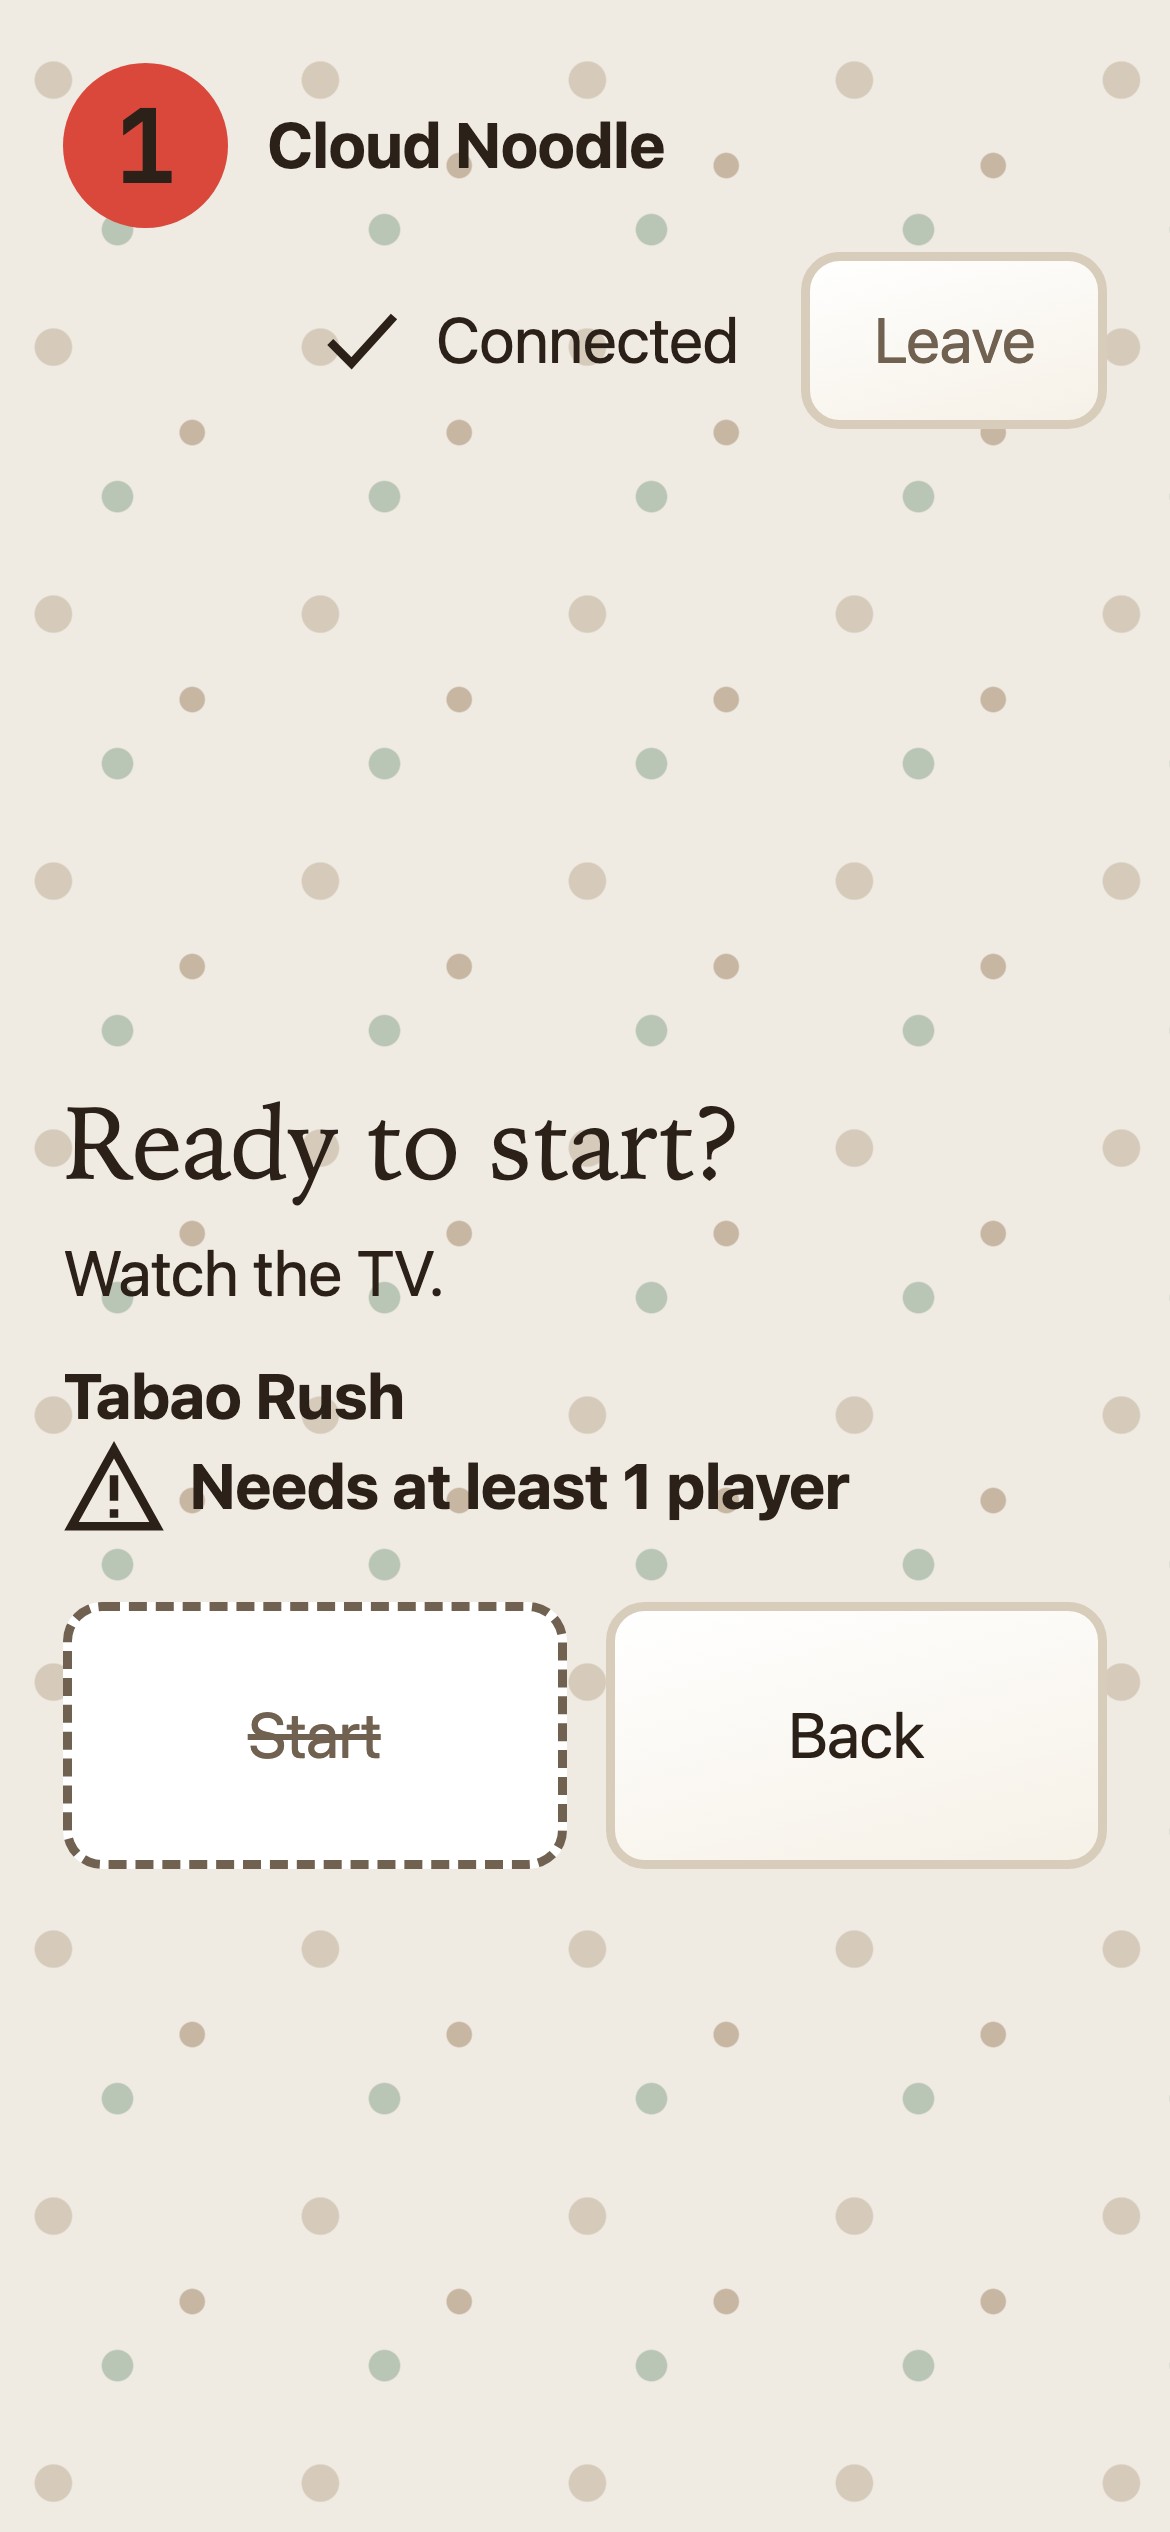 1
Cloud Noodle
Connected
Leave
Ready to start?
Watch the TV.
Tabao Rush
Needs at least 1 player
Start
Back